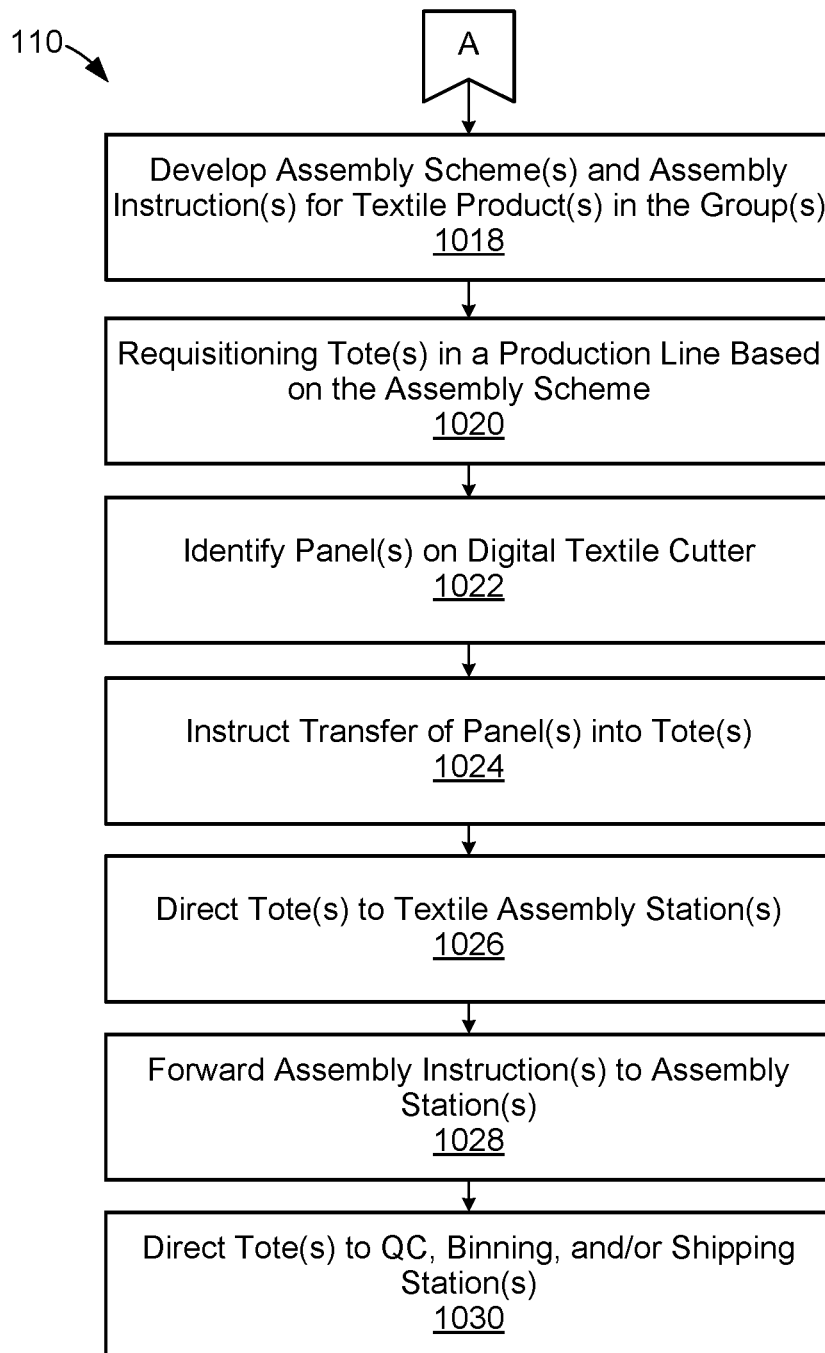 110
A
Develop Assembly Scheme(s) and Assembly
Instruction(s) for Textile Product(s) in the Group(s)
1018
Requisitioning Tote(s) in a Production Line Based
on the Assembly Scheme
1020
Identify Panel(s) on Digital Textile Cutter
1022
Instruct Transfer of Panel(s) into Tote(s)
1024
Direct Tote(s) to Textile Assembly Station(s)
1026
Forward Assembly Instruction(s) to Assembly
Station(s)
1028
Direct Tote(s) to QC, Binning, and/or Shipping
Station(s)
1030